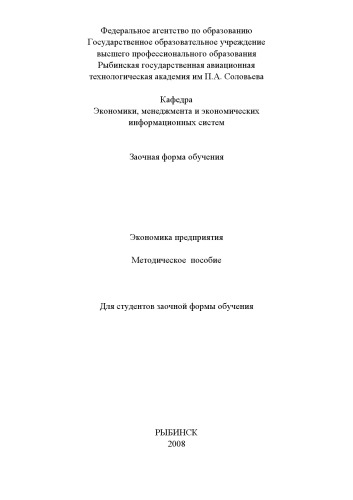 Федеральное агентство по образованию
Государственное образовательное учреждение
высшего профессионального образования
Рыбинская государственная авиационная
технологическая академия им П.А. Соловьева
Кафедра
Экономики, менеджмента и экономических
информационных систем
Заочная форма обучения
Экономика предприятия
Методическое пособие
Для студентов заочной формы обучения
РЫБИНСК
2008